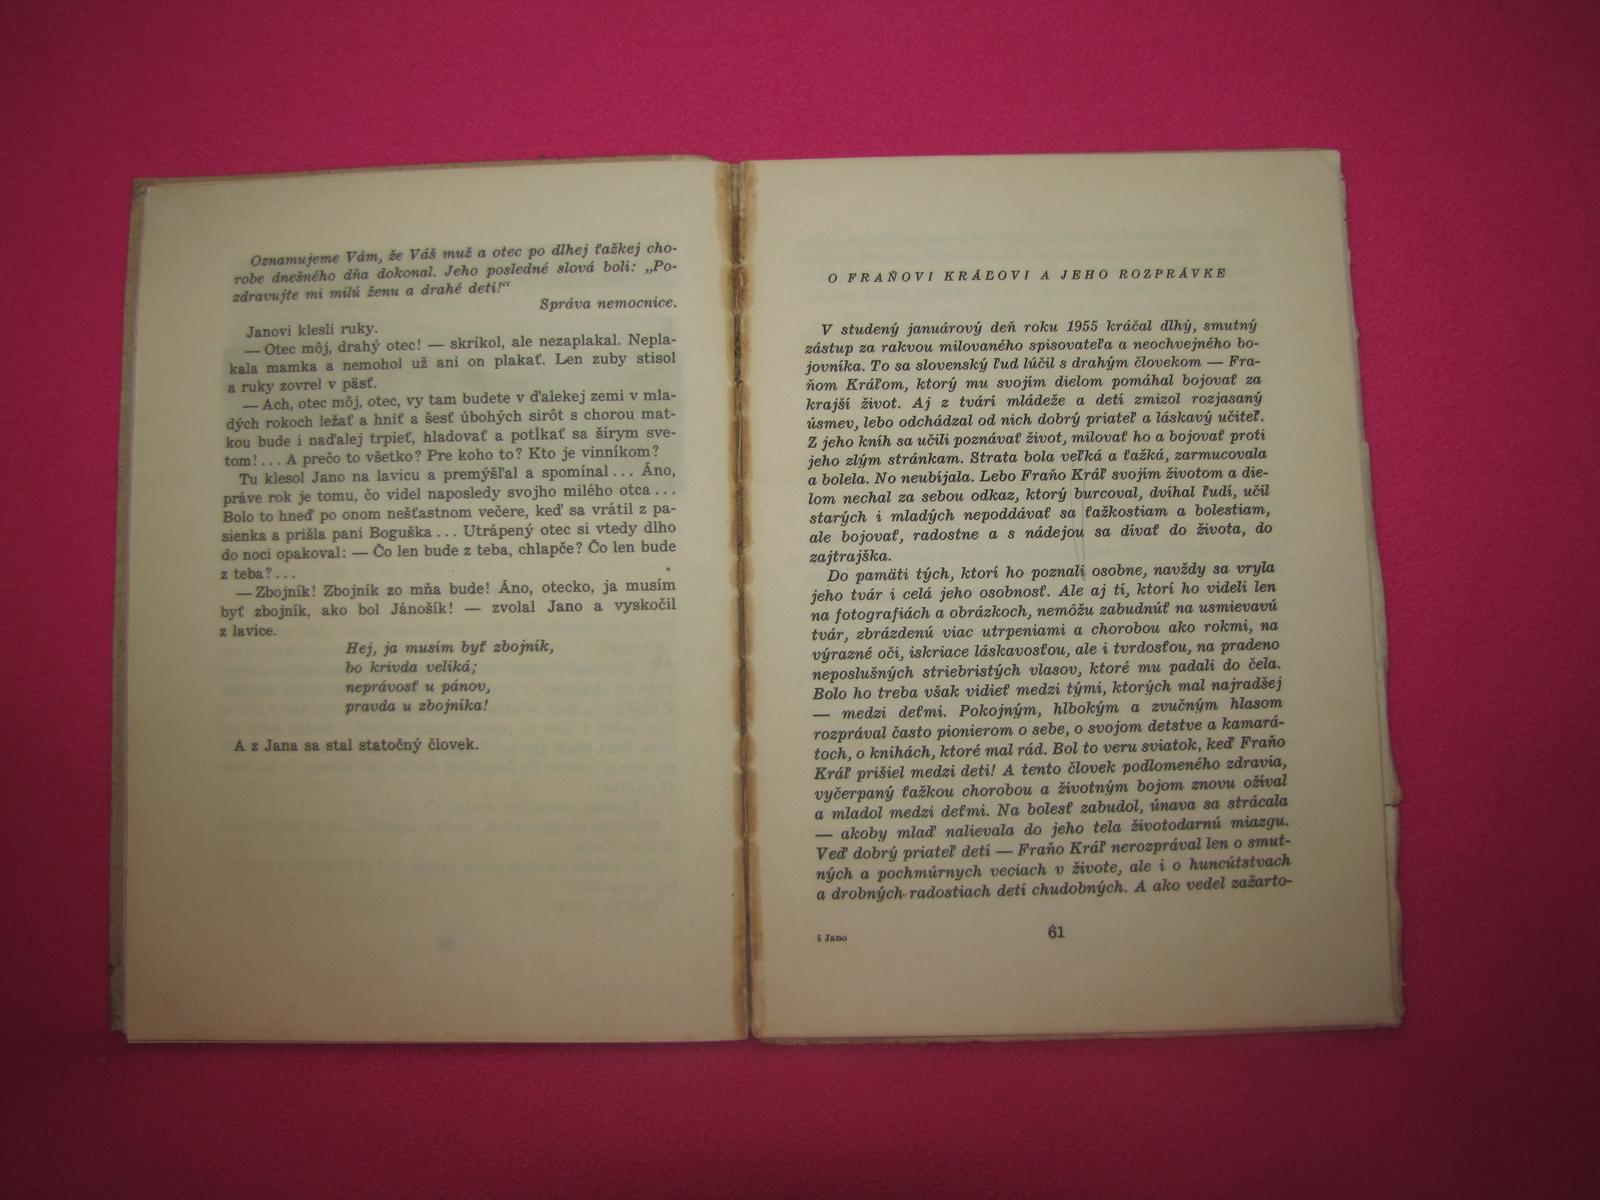 Oznamujeme Vám, že Váš muž a otec po dlhej ťažkej cho-
robe dnešného dňa dokonal. Jeho posledné slová boli: „Po-
zdravujte mi milú ženu a drahé deti!“
Správa nemocnice.
Janovi klesli ruky.
— Otec môj, drahý otec! — skríkol, ale nezaplakal. Nepla-
kala mamka a nemohol už ani on plakať. Len zuby stisol
a ruky zovrel v päsť.
— Ach, otec môj, otec, vy tam budete v ďalekej zemi v mla-
dých rokoch ležať a hniť a šesť úbohých sirôt s chorou mat-
kou bude i naďalej trpieť, hladovať a potĺkať sa šírym sve-
tom!... A prečo to všetko? Pre koho to? Kto je vinníkom?
Tu klesol Jano na lavicu a premýšľal a spomínal... Áno,
práve rok je tomu, čo videl naposledy svojho milého otca...
Bolo to hneď po onom nešťastnom večere, keď sa vrátil z pa-
sienka a prišla pani Boguška... Utrápený otec si vtedy dlho
do noci opakoval: — Čo len bude z teba, chlapče? Čo len bude
z teba?...
— Zbojník! Zbojník zo mňa bude! Áno, otecko, ja musím
byť zbojník, ako bol Jánošík! — zvolal Jano a vyskočil
z lavice.
Hej, ja musím byť zbojník,
bo krivda veliká;
neprávosť u pánov,
pravda u zbojníka!
A z Jana sa stal statočný človek.
O FRAŇOVI KRÁĽOVI A JEHO ROZPRÁVKE
V studený januárový deň roku 1955 kráčal dlhý, smutný
zástup za rakvou milovaného spisovateľa a neochvejného bo-
jovníka. To sa slovenský ľud lúčil s drahým človekom — Fra-
ňom Kráľom, ktorý mu svojím dielom pomáhal bojovať za
krajší život. Aj z tvárí mládeže a detí zmizol rozjasaný
úsmev, lebo odchádzal od nich dobrý priateľ a láskavý učiteľ.
Z jeho kníh sa učili poznávať život, milovať ho a bojovať proti
jeho zlým stránkam. Strata bola veľká a ťažká, zarmucovala
a bolela. No neubíjala. Lebo Fraňo Kráľ svojím životom a die-
lom nechal za sebou odkaz, ktorý burcoval, dvíhal ľudí, učil
starých i mladých nepoddávať sa ťažkostiam a bolestiam,
ale bojovať, radostne a s nádejou sa dívať do života, do
zajtrajška.
Do pamäti tých, ktorí ho poznali osobne, navždy sa vryla
jeho tvár i celá jeho osobnosť. Ale aj tí, ktorí ho videli len
na fotografiách a obrázkoch, nemôžu zabudnúť na usmievavú
tvár, zbrázdenú viac utrpeniami a chorobou ako rokmi, na
výrazné oči, iskriace láskavosťou, ale i tvrdosťou, na pradeno
neposlušných striebristých vlasov, ktoré mu padali do čela.
Bolo ho treba však vidieť medzi tými, ktorých mal najradšej
— medzi deťmi. Pokojným, hlbokým a zvučným hlasom
rozprával často pionierom o sebe, o svojom detstve a kamará-
toch, o knihách, ktoré mal rád. Bol to veru sviatok, keď Fraňo
Kráľ prišiel medzi deti! A tento človek podlomeného zdravia,
vyčerpaný ťažkou chorobou a životným bojom znovu ožíval
a mladol medzi deťmi. Na bolesť zabudol, únava sa strácala
— akoby mlaď nalievala do jeho tela životodarnú miazgu.
Veď dobrý priateľ detí — Fraňo Kráľ nerozprával len o smut-
ných a pochmúrnych veciach v živote, ale i o huncútstvach
a drobných radostiach detí chudobných. A ako vedel zažarto-
5 Jano
61